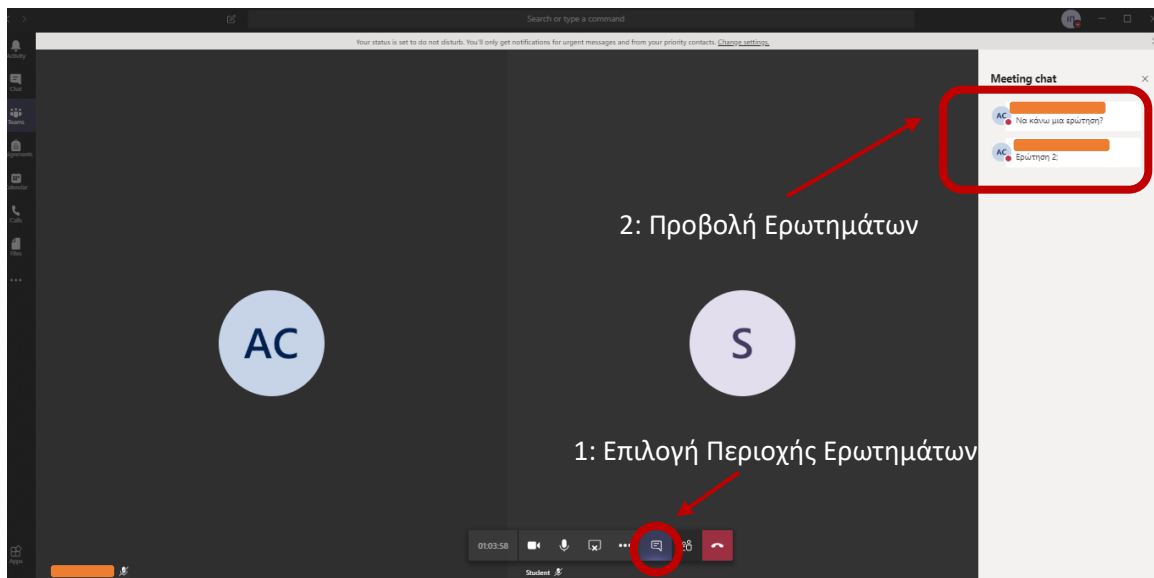 Search or type a command
Your status is set to do not disturb. You'll only get notifications for urgent messages and from your priority contacts. Change settings.
Activity
Chat
Teams
Calls
Files
Apps
Meeting chat
AC
Να κάνω μια ερώτηση?
AC
Ερώτηση 2;
2: Προβολή Ερωτημάτων
AC
S
1: Επιλογή Περιοχής Ερωτημάτων
01:03:58
Student